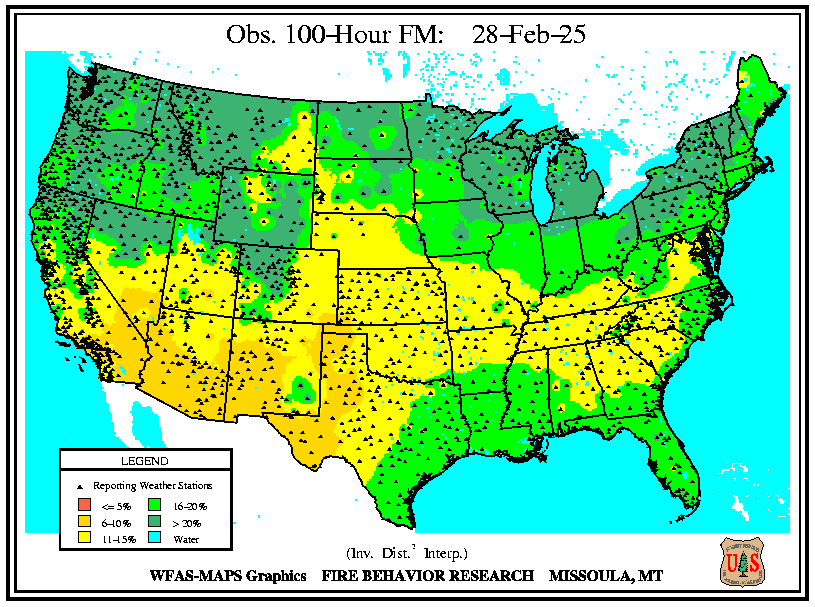 Obs. 100-Hour FM: 28-Feb-25
LEGEND
Reporting Weather Stations
<= 5% 16-20%
6-10% > 20%
11-15% Water
(Inv. Dist.² Interp.)
WFAS-MAPS Graphics FIRE BEHAVIOR RESEARCH MISSOULA, MT
U S